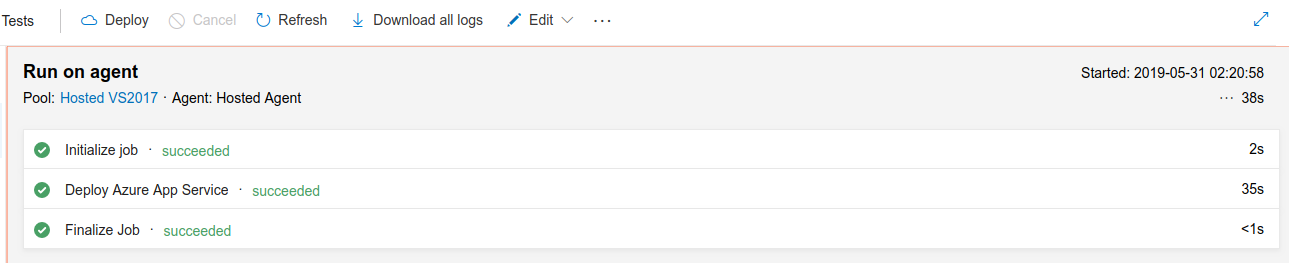 Tests Deploy Cancel Refresh Download all logs Edit ...
Run on agent Started: 2019-05-31 02:20:58
Pool: Hosted VS2017 · Agent: Hosted Agent ... 38s
Initialize job · succeeded 2s
Deploy Azure App Service · succeeded 35s
Finalize Job · succeeded <1s